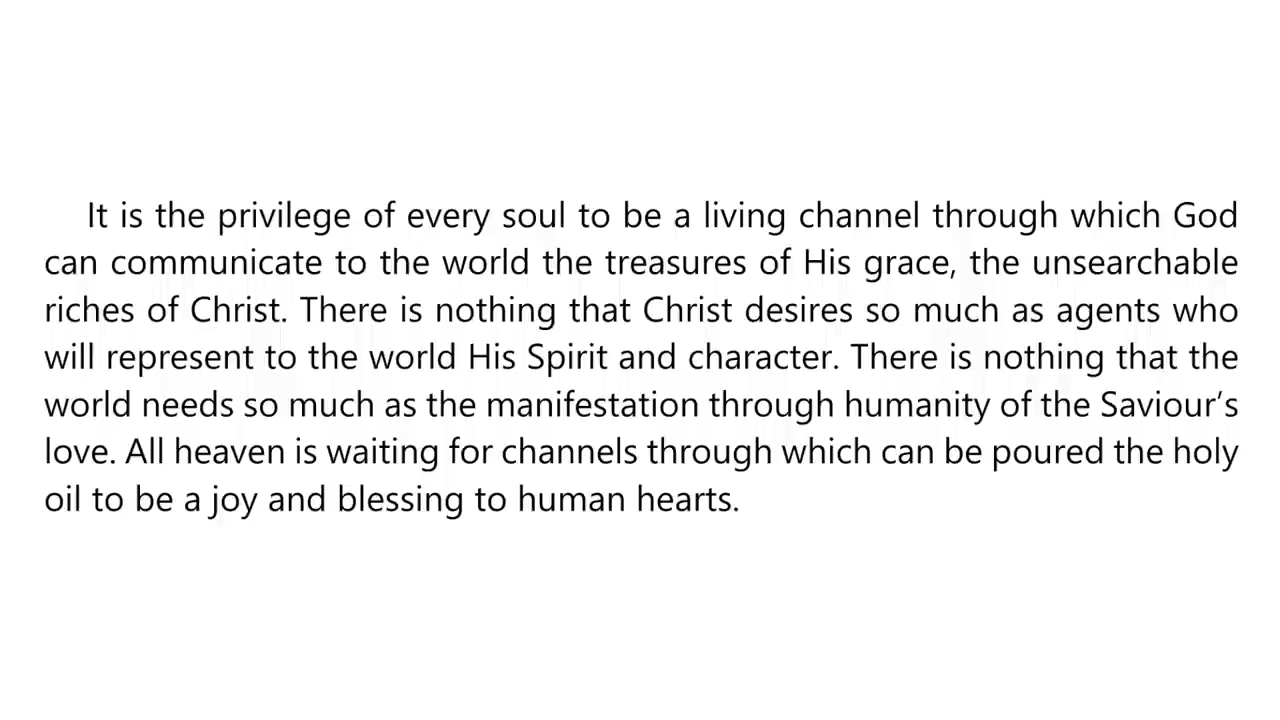 It is the privilege of every soul to be a living channel through which God
can communicate to the world the treasures of His grace, the unsearchable
riches of Christ. There is nothing that Christ desires so much as agents who
will represent to the world His Spirit and character. There is nothing that the
world needs so much as the manifestation through humanity of the Saviour’s
love. All heaven is waiting for channels through which can be poured the holy
oil to be a joy and blessing to human hearts.